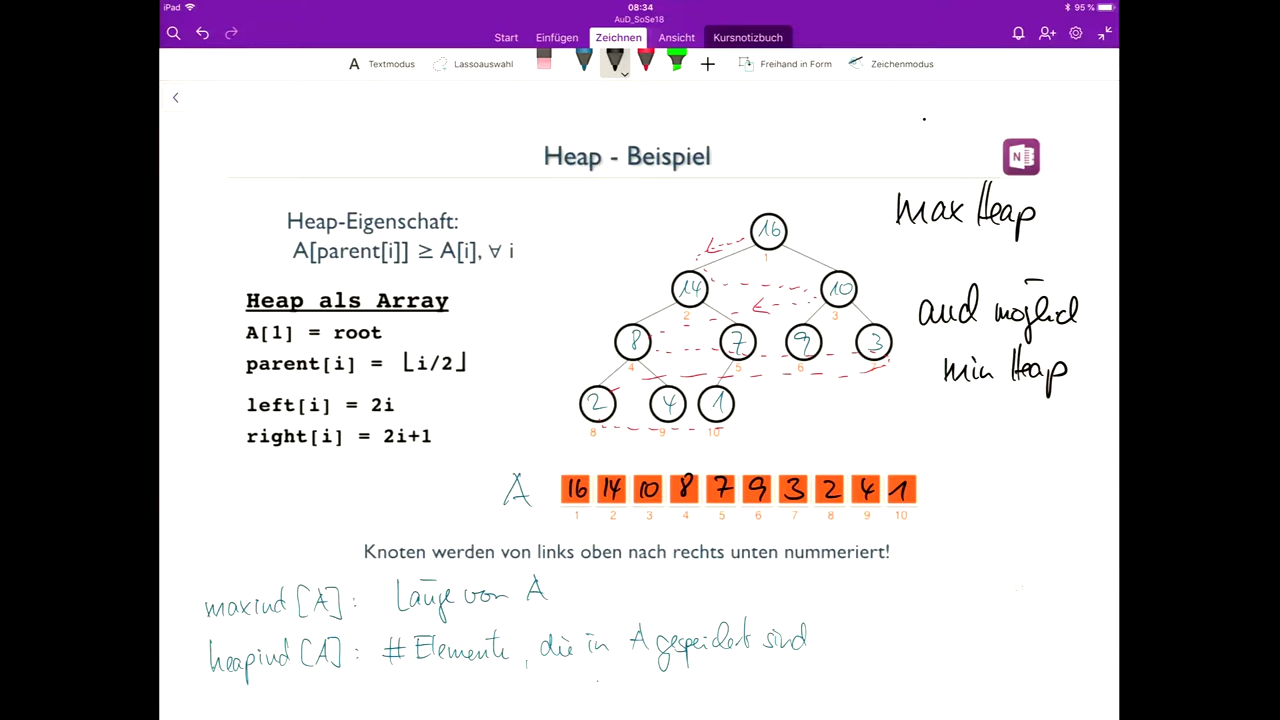 iPad
08:34
95 %
AuD_SoSe18
Start Einfügen Zeichnen Ansicht Kursnotizbuch
A Textmodus Lassoauswahl Freihand in Form Zeichenmodus
Heap - Beispiel
N
max Heap
Heap-Eigenschaft:
A[parent[i]] ≥ A[i], ∀ i
Heap als Array
A[1] = root
parent[i] = ⌊i/2⌋
left[i] = 2i
right[i] = 2i+1
16
1
14 10
2 3
8 7 9 3
4 5 6 7
2 4 1
8 9 10
auch möglich
min Heap
A 16 14 10 8 7 9 3 2 4 1
1 2 3 4 5 6 7 8 9 10
Knoten werden von links oben nach rechts unten nummeriert!
maxind [A] : Länge von A
heapind [A] : # Elemente, die in A gespeichert sind